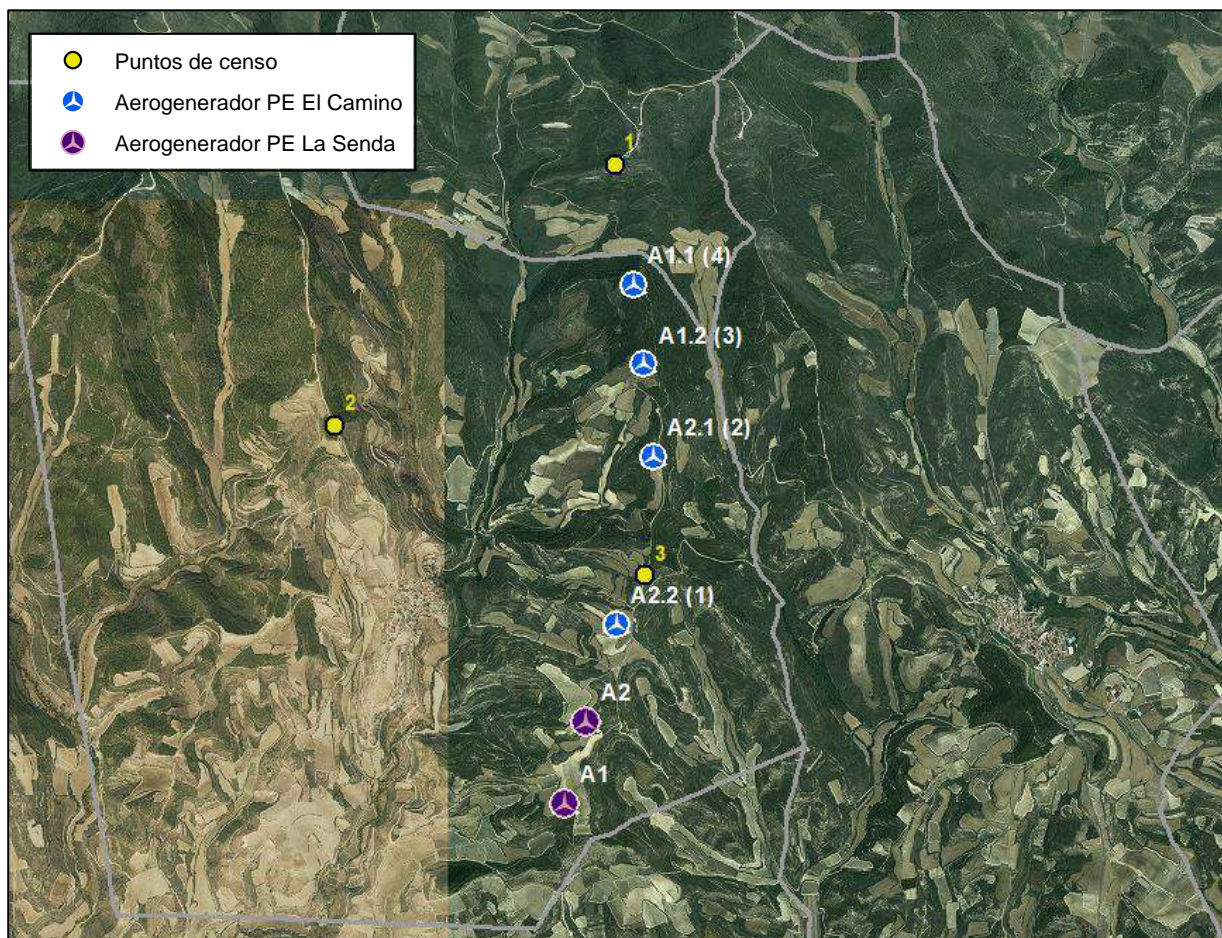 Puntos de censo
Aerogenerador PE El Camino
Aerogenerador PE La Senda
1
A1.1 (4)
A1.2 (3)
2
A2.1 (2)
3
A2.2 (1)
A2
A1